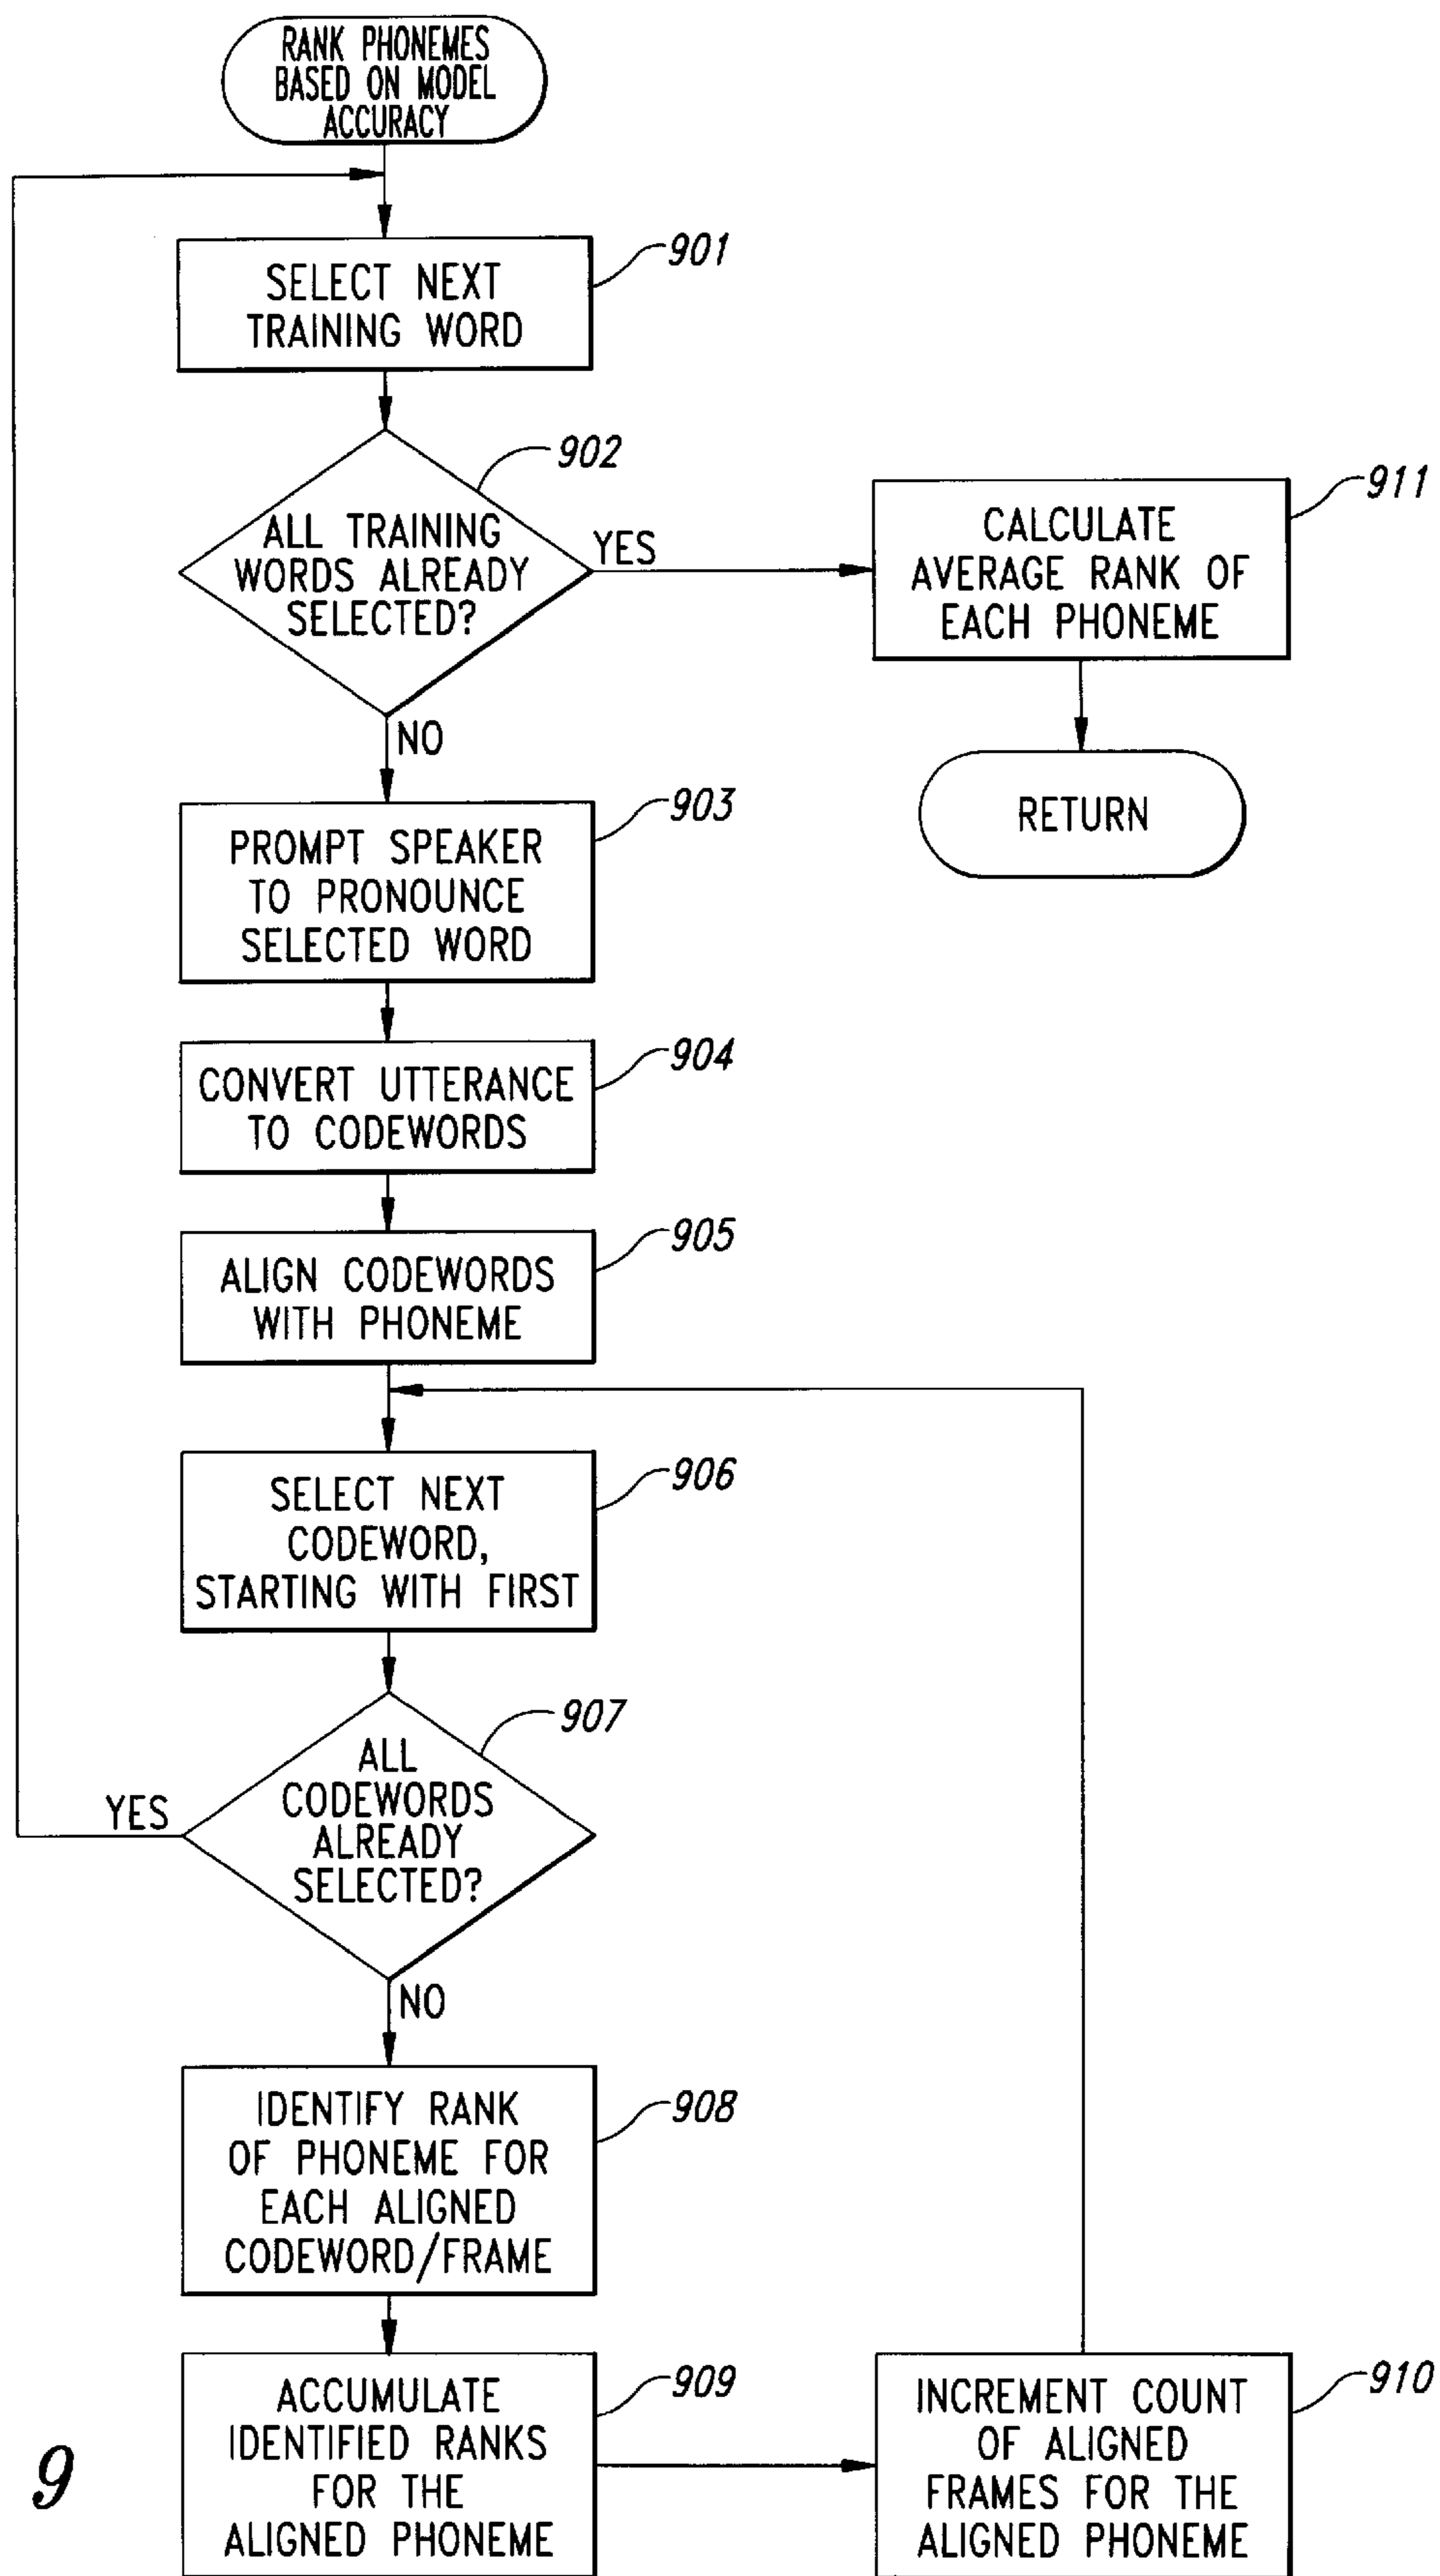 RANK PHONEMES
BASED ON MODEL
ACCURACY
901
SELECT NEXT
TRAINING WORD
902
ALL TRAINING
WORDS ALREADY
SELECTED?
YES
NO
911
CALCULATE
AVERAGE RANK OF
EACH PHONEME
RETURN
903
PROMPT SPEAKER
TO PRONOUNCE
SELECTED WORD
904
CONVERT UTTERANCE
TO CODEWORDS
905
ALIGN CODEWORDS
WITH PHONEME
906
SELECT NEXT
CODEWORD,
STARTING WITH FIRST
907
ALL
CODEWORDS
ALREADY
SELECTED?
YES
NO
908
IDENTIFY RANK
OF PHONEME FOR
EACH ALIGNED
CODEWORD/FRAME
909
ACCUMULATE
IDENTIFIED RANKS
FOR THE
ALIGNED PHONEME
910
INCREMENT COUNT
OF ALIGNED
FRAMES FOR THE
ALIGNED PHONEME
9